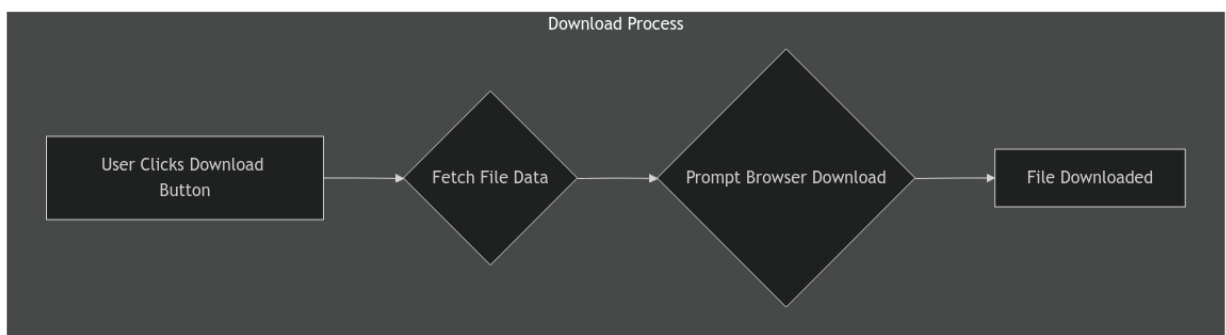 Download Process
User Clicks Download
Button
Fetch File Data
Prompt Browser Download
File Downloaded